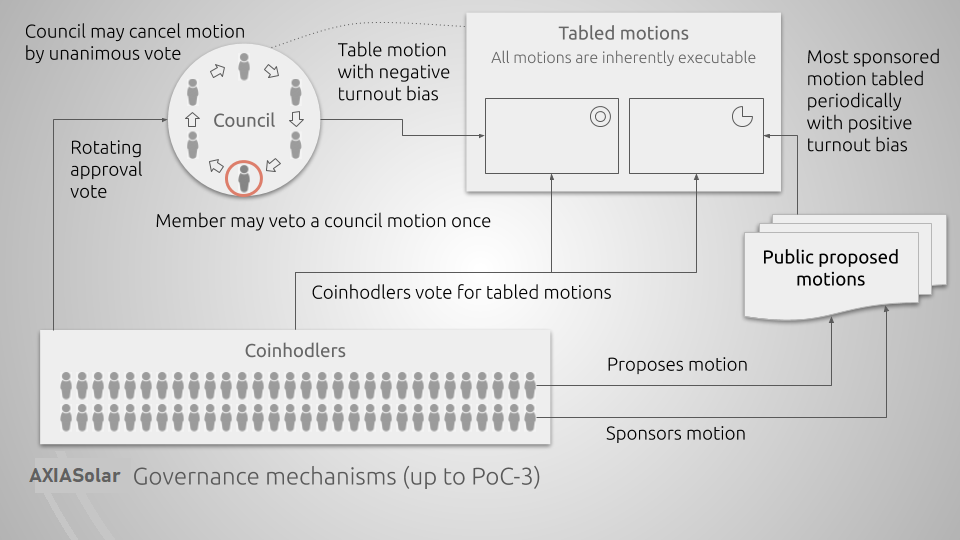 Council may cancel motion
by unanimous vote
Table motion
with negative
turnout bias
Tabled motions
All motions are inherently executable
Most sponsored
motion tabled
periodically
with positive
turnout bias
Council
Rotating
approval
vote
Member may veto a council motion once
Public proposed
motions
Coinhodlers vote for tabled motions
Coinhodlers
Proposes motion
Sponsors motion
AXIASolar
Governance mechanisms (up to PoC-3)